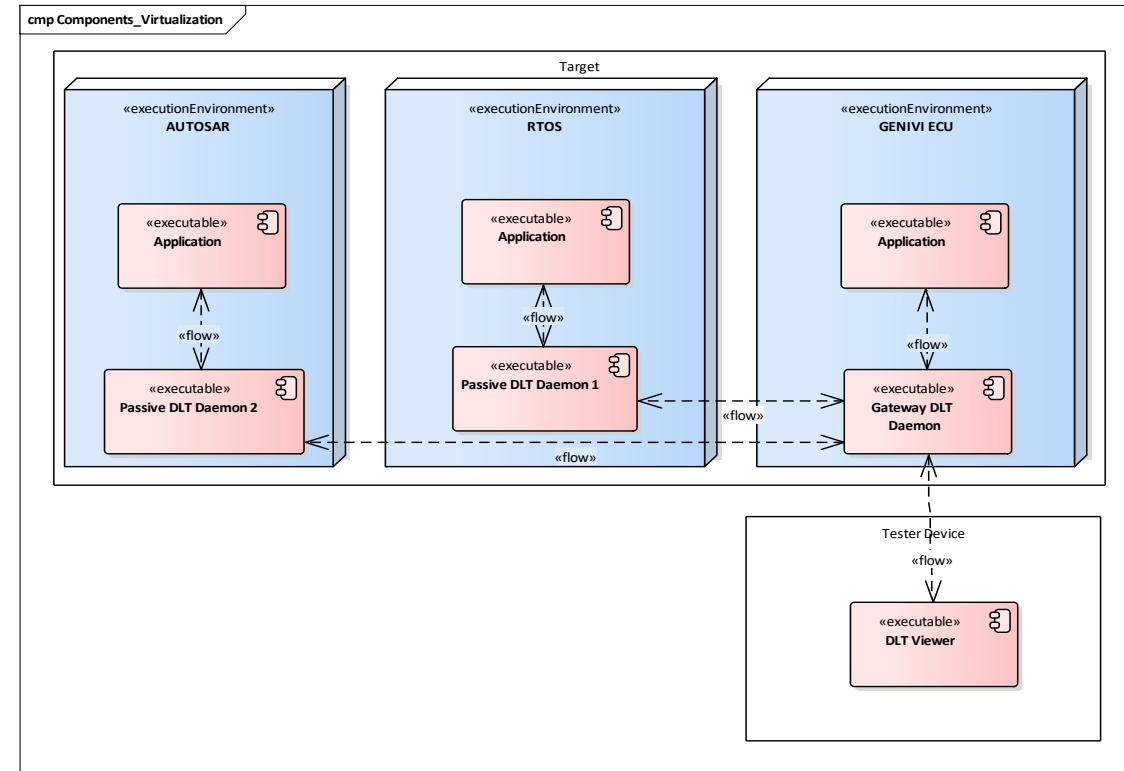 cmp Components_Virtualization
Target
«executionEnvironment»
AUTOSAR
«executable»
Application
«flow»
«executable»
Passive DLT Daemon 2
«executionEnvironment»
RTOS
«executable»
Application
«flow»
«executable»
Passive DLT Daemon 1
«executionEnvironment»
GENIVI ECU
«executable»
Application
«flow»
«executable»
Gateway DLT
Daemon
«flow»
«flow»
Tester Device
«flow»
«executable»
DLT Viewer